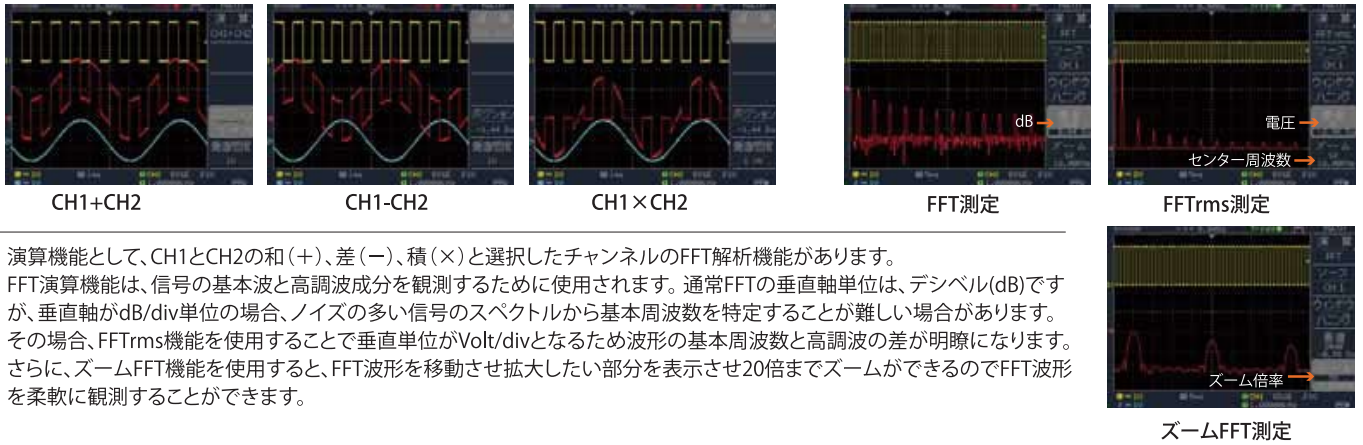 dB
電圧
センター周波数
CH1+CH2
CH1-CH2
CH1×CH2
FFT測定
FFTrms測定
演算機能として、CH1とCH2の和(+)、差(−)、積(×)と選択したチャンネルのFFT解析機能があります。
FFT演算機能は、信号の基本波と高調波成分を観測するために使用されます。通常FFTの垂直軸単位は、デシベル(dB)です
が、垂直軸がdB/div単位の場合、ノイズの多い信号のスペクトルから基本周波数を特定することが難しい場合があります。
その場合、FFTrms機能を使用することで垂直単位がVolt/divとなるため波形の基本周波数と高調波の差が明瞭になります。
さらに、ズームFFT機能を使用すると、FFT波形を移動させ拡大したい部分を表示させ20倍までズームができるのでFFT波形
を柔軟に観測することができます。
ズーム倍率
ズームFFT測定